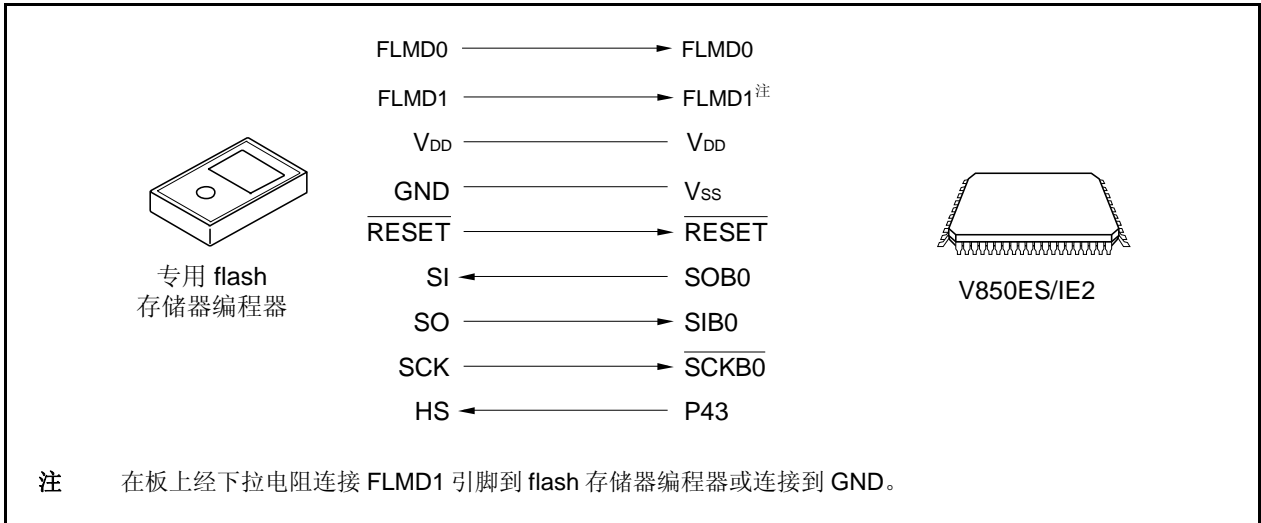 FLMD0 FLMD0
FLMD1 FLMD1注
VDD VDD
GND VSS
RESET RESET
SI SOB0
SO SIB0
SCK SCKB0
HS P43
专用 flash
存储器编程器
V850ES/IE2
注 在板上经下拉电阻连接 FLMD1 引脚到 flash 存储器编程器或连接到 GND。